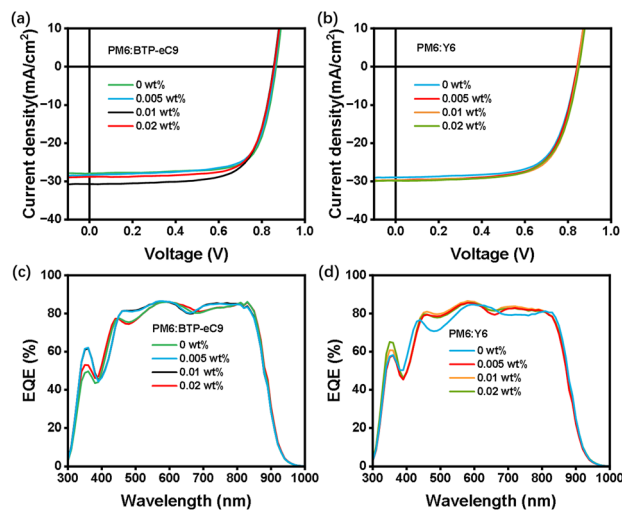 (a)
PM6:BTP-eC9
0 wt%
0.005 wt%
0.01 wt%
0.02 wt%
Current density(mA/cm²)
10
0
−10
−20
−30
−40
0.0 0.2 0.4 0.6 0.8 1.0
Voltage (V)
(b)
PM6:Y6
0 wt%
0.005 wt%
0.01 wt%
0.02 wt%
Current density(mA/cm²)
10
0
−10
−20
−30
−40
0.0 0.2 0.4 0.6 0.8 1.0
Voltage (V)
(c)
PM6:BTP-eC9
0 wt%
0.005 wt%
0.01 wt%
0.02 wt%
EQE (%)
100
80
60
40
20
0
300 400 500 600 700 800 900 1000
Wavelength (nm)
(d)
PM6:Y6
0 wt%
0.005 wt%
0.01 wt%
0.02 wt%
EQE (%)
100
80
60
40
20
0
300 400 500 600 700 800 900 1000
Wavelength (nm)